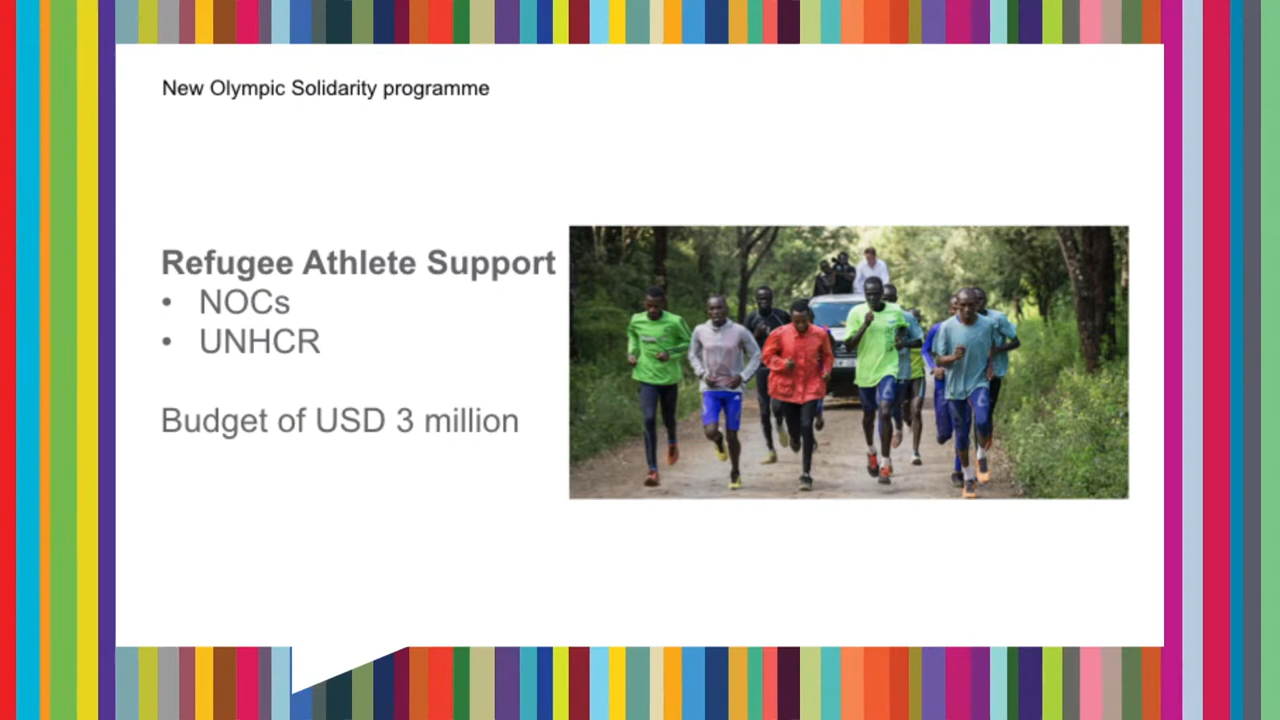 New Olympic Solidarity programme
Refugee Athlete Support
• NOCs
• UNHCR
Budget of USD 3 million